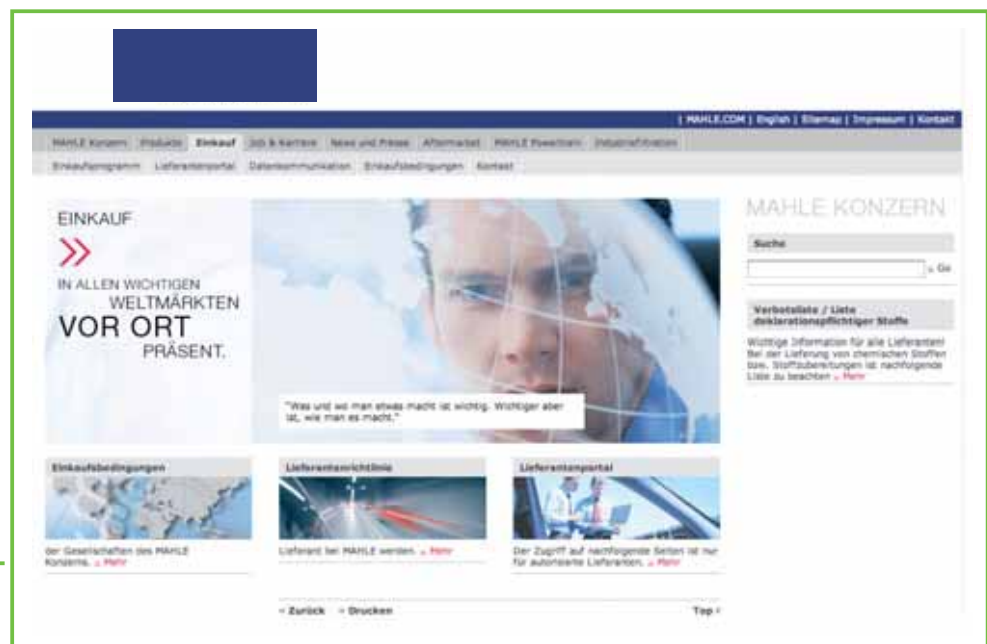 | MAHLE.COM | English | Sitemap | Impressum | Kontakt
MAHLE Konzern Produkte Einkauf Job & Karriere News und Presse Aftermarket MAHLE Powertrain Industriefiltration
Einkaufsprogramm Lieferantenportal Datenkommunikation Einkaufsbedingungen Kontakt
EINKAUF
IN ALLEN WICHTIGEN
WELTMÄRKTEN
VOR ORT
PRÄSENT.
"Was und wo man etwas macht ist wichtig. Wichtiger aber
ist, wie man es macht."
MAHLE KONZERN
Suche
» Go
Verbotsliste / Liste
deklarationspflichtiger Stoffe
Wichtige Information für alle Lieferanten!
Bei der Lieferung von chemischen Stoffen
bzw. Stoffzubereitungen ist nachfolgende
Liste zu beachten » Mehr
Einkaufsbedingungen
der Gesellschaften des MAHLE
Konzerns. » Mehr
Lieferantenrichtlinie
Lieferant bei MAHLE werden. » Mehr
Lieferantenportal
Der Zugriff auf nachfolgende Seiten ist nur
für autorisierte Lieferanten. » Mehr
Zurück Drucken Top